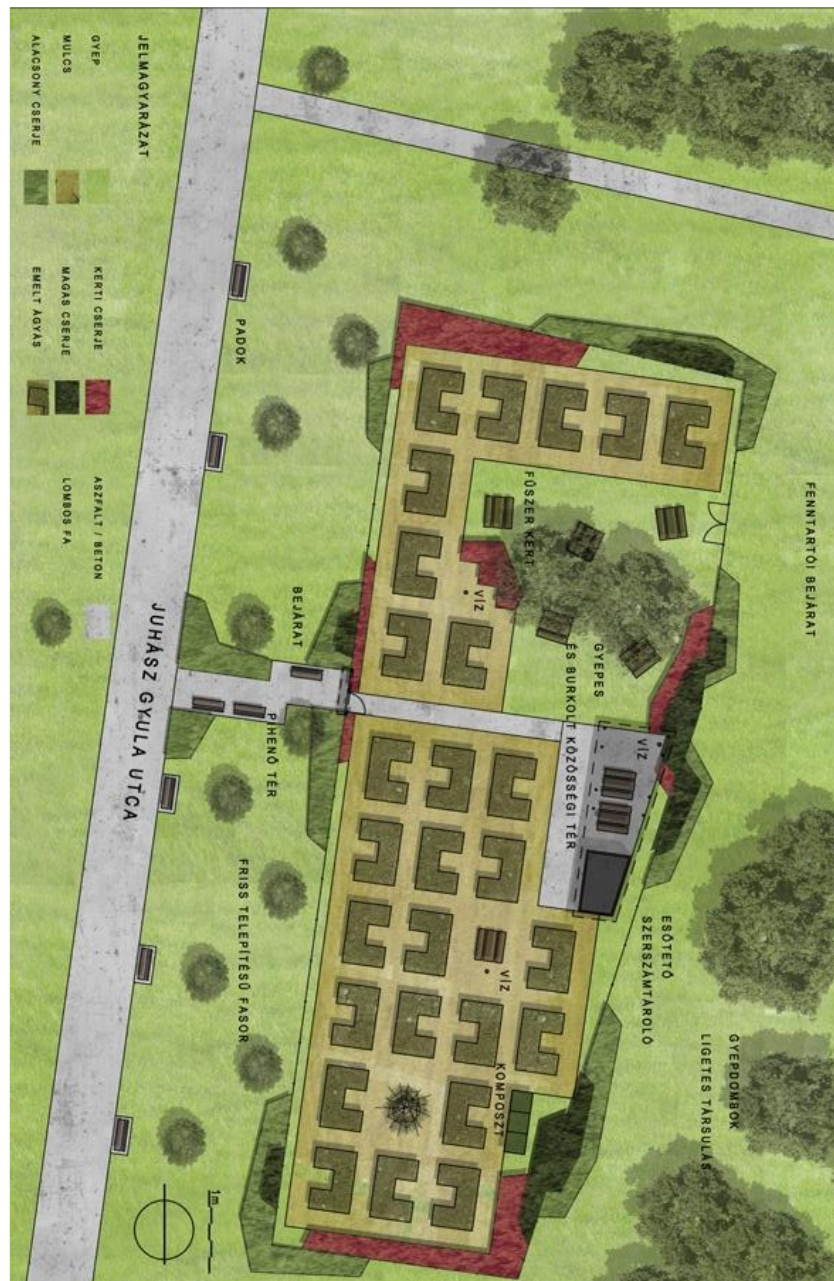 JELMAGYARÁZAT
GYEP
MULCS
ALACSONY CSERJE
KERTI CSERJE
MAGAS CSERJE
EMELT ÁGYÁS
ASZFALT / BETON
LOMBOS FA
PADOK
JUHÁSZ GYULA UTCA
BEJÁRAT
PIHENŐ TÉR
FRISS TELEPÍTÉSŰ FASOR
FENNTARTÓI BEJÁRAT
FŰSZER KERT
VÍZ
GYEPES
ÉS BURKOLT KÖZÖSSÉGI TÉR
VÍZ
VÍZ
ESŐTETŐ
SZERSZÁMTÁROLÓ
KOMPOSZT
GYEPDOMBOK
LIGETES TÁRSULÁS
1m